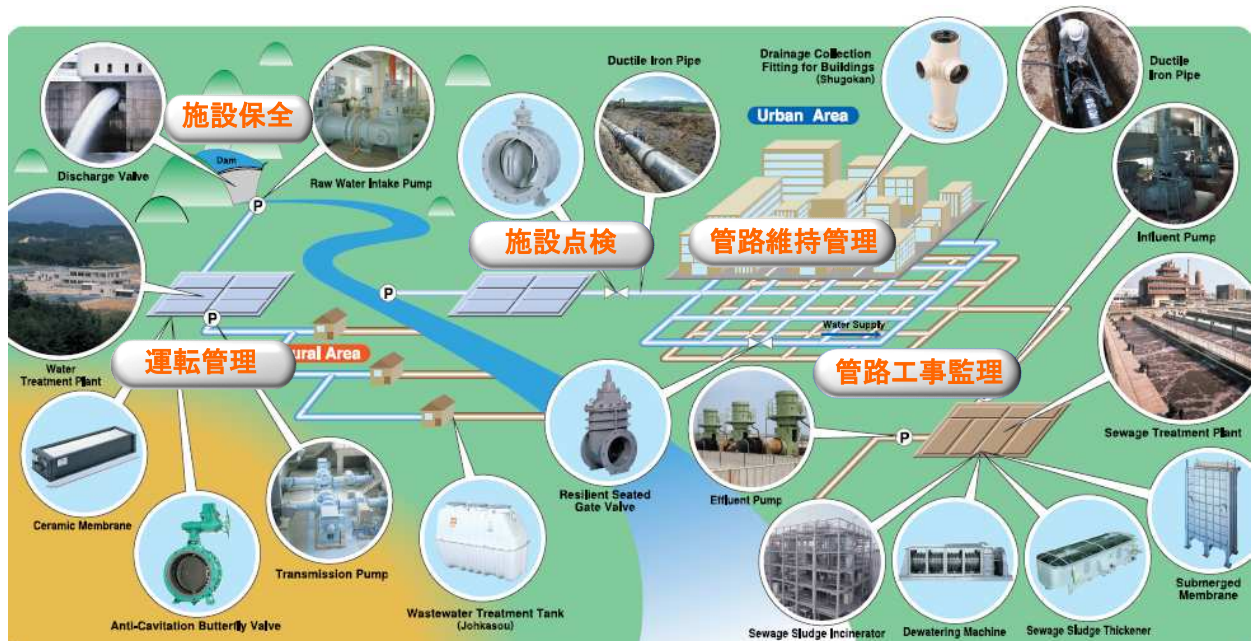 Ductile Iron Pipe
Drainage Collection
Fitting for Buildings
(Shugokan)
Ductile
Iron Pipe
Urban Area
施設保全
Dam
Discharge Valve
Raw Water Intake Pump
P
施設点検
管路維持管理
Influent Pump
P
P
Water Supply
ural Area
運転管理
管路工事監理
Water
Treatment Plant
P
Sewage Treatment Plant
Resilient Seated
Gate Valve
Effluent Pump
Ceramic Membrane
Transmission Pump
Submerged
Membrane
Wastewater Treatment Tank
(Johkasou)
Anti-Cavitation Butterfly Valve
Sewage Sludge Incinerator
Dewatering Machine
Sewage Sludge Thickener